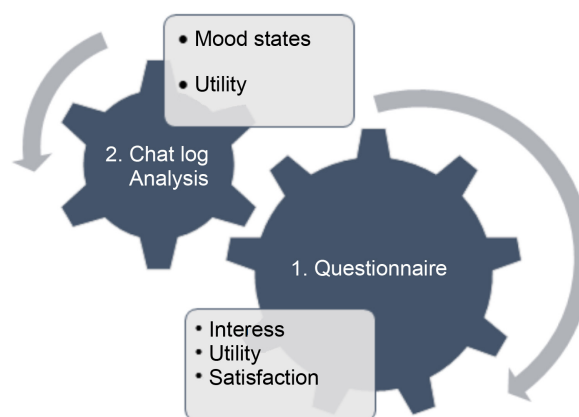 • Mood states
• Utility
2. Chat log
Analysis
1. Questionnaire
• Interess
• Utility
• Satisfaction